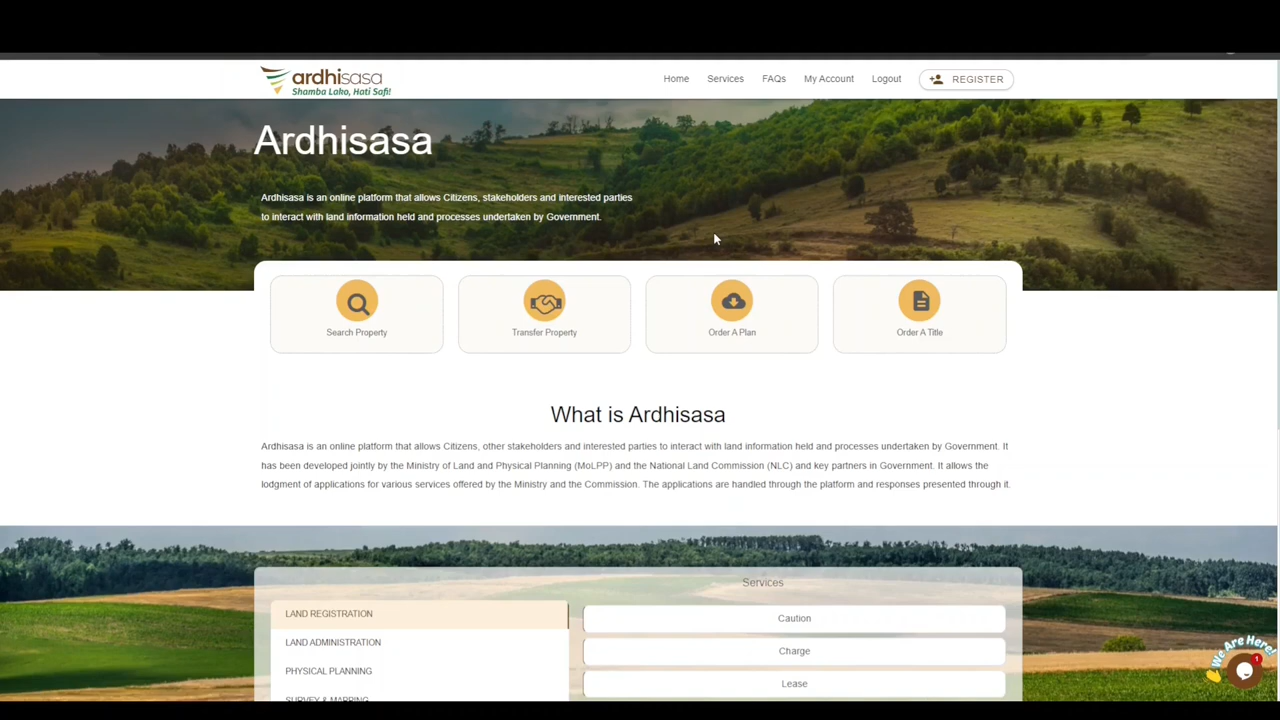 ardhisasa
Shamba Lako, Hati Safi!
Home Services FAQs My Account Logout REGISTER
Ardhisasa
Ardhisasa is an online platform that allows Citizens, stakeholders and interested parties
to interact with land information held and processes undertaken by Government.
Search Property
Transfer Property
Order A Plan
Order A Title
What is Ardhisasa
Ardhisasa is an online platform that allows Citizens, other stakeholders and interested parties to interact with land information held and processes undertaken by Government. It
has been developed jointly by the Ministry of Land and Physical Planning (MoLPP) and the National Land Commission (NLC) and key partners in Government. It allows the
lodgment of applications for various services offered by the Ministry and the Commission. The applications are handled through the platform and responses presented through it.
Services
LAND REGISTRATION
LAND ADMINISTRATION
PHYSICAL PLANNING
SURVEY & MAPPING
Caution
Charge
Lease
We Are Here!
1